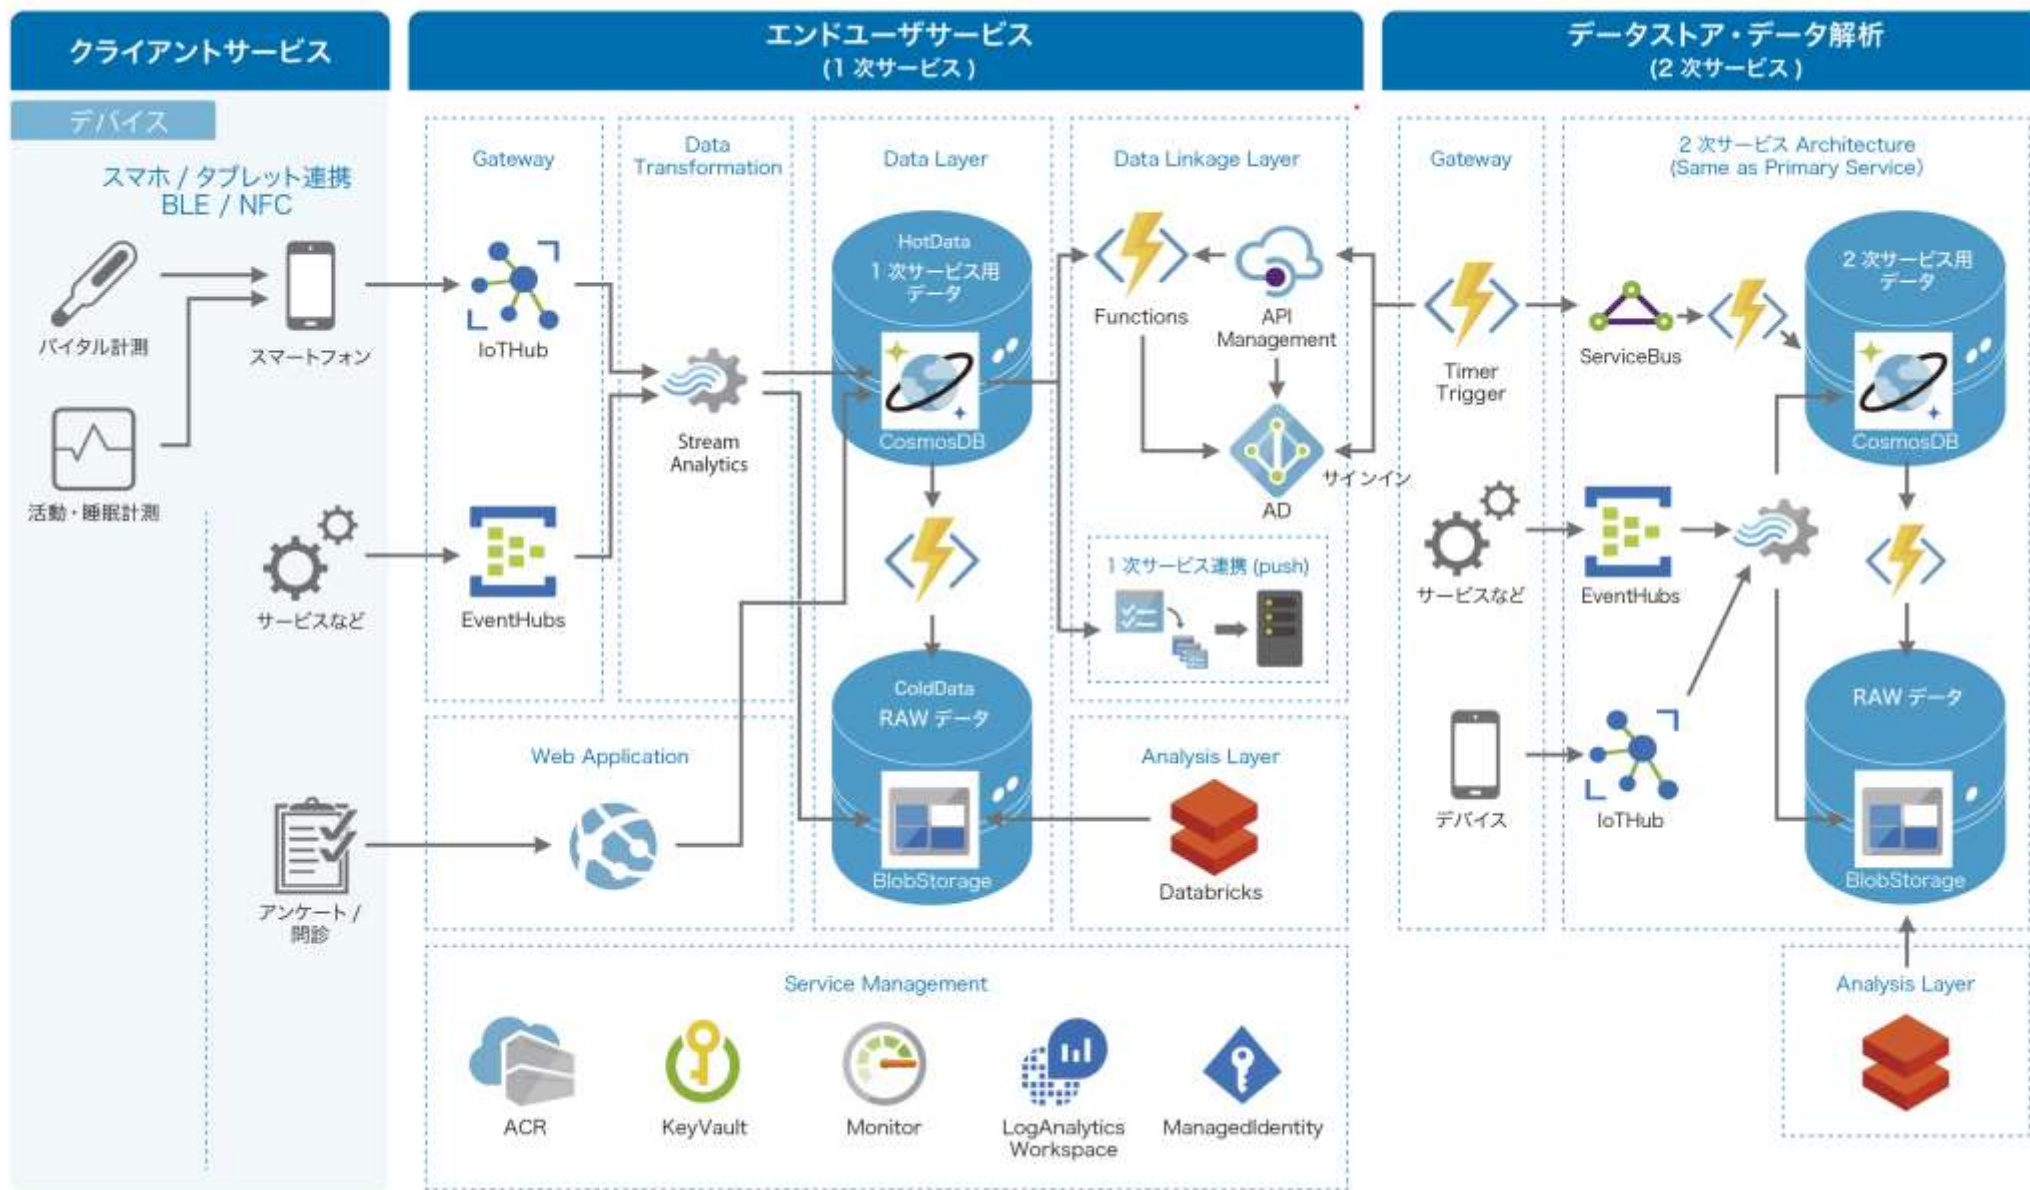 クライアントサービス
デバイス
スマホ / タブレット連携
BLE / NFC
バイタル計測
スマートフォン
活動・睡眠計測
サービスなど
アンケート /
問診
エンドユーザサービス
(1 次サービス )
Gateway
IoTHub
EventHubs
Data
Transformation
Stream
Analytics
Data Layer
HotData
1 次サービス用
データ
CosmosDB
ColdData
RAW データ
BlobStorage
Data Linkage Layer
Functions
API
Management
AD
サインイン
1 次サービス連携 (push)
Web Application
Analysis Layer
Databricks
Service Management
ACR
KeyVault
Monitor
LogAnalytics
Workspace
ManagedIdentity
データストア・データ解析
(2 次サービス )
Gateway
Timer
Trigger
サービスなど
デバイス
2 次サービス Architecture
(Same as Primary Service)
ServiceBus
EventHubs
IoTHub
2 次サービス用
データ
CosmosDB
RAW データ
BlobStorage
Analysis Layer